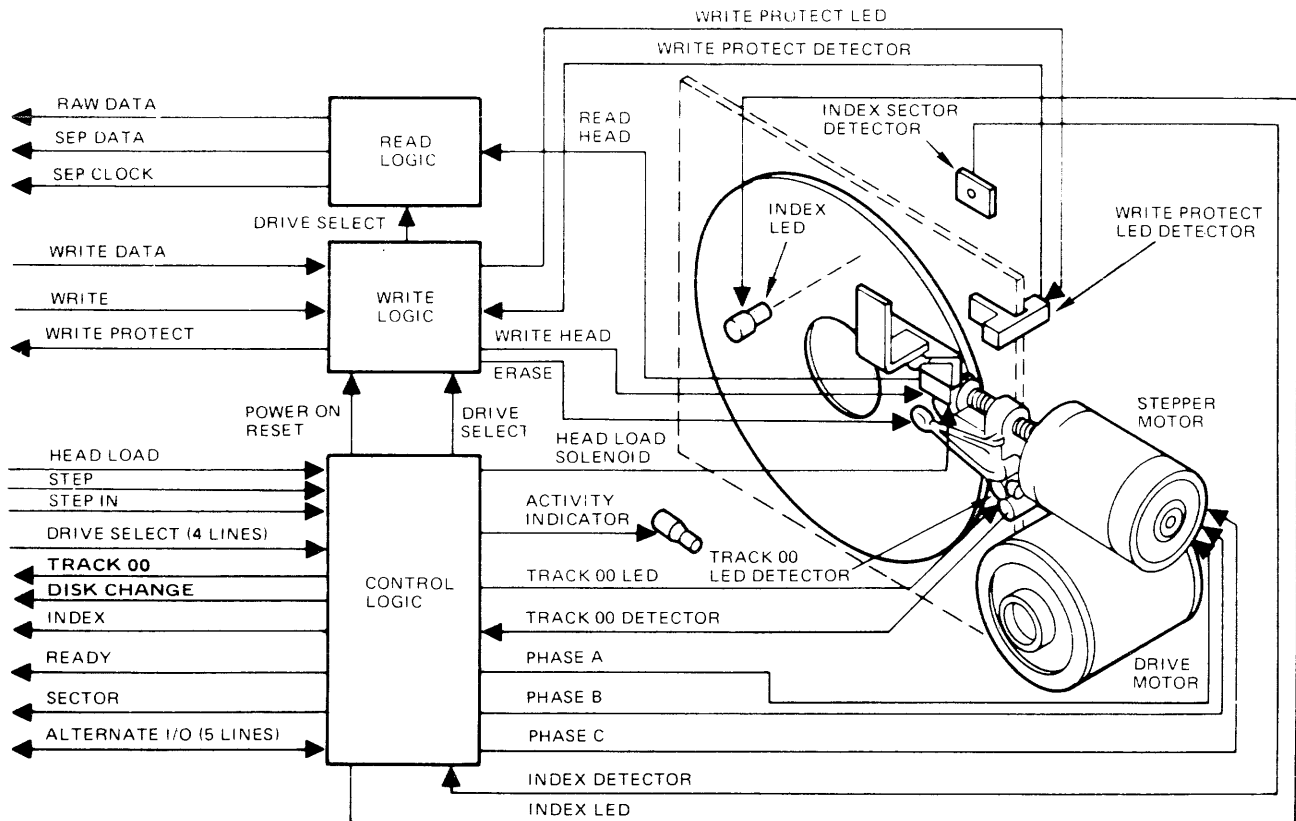 WRITE PROTECT LED
WRITE PROTECT DETECTOR
RAW DATA
SEP DATA
SEP CLOCK
READ
LOGIC
READ
HEAD
INDEX SECTOR
DETECTOR
DRIVE SELECT
INDEX
LED
WRITE PROTECT
LED DETECTOR
WRITE DATA
WRITE
WRITE PROTECT
WRITE
LOGIC
WRITE HEAD
ERASE
POWER ON
RESET
DRIVE
SELECT
HEAD LOAD
SOLENOID
STEPPER
MOTOR
HEAD LOAD
STEP
STEP IN
DRIVE SELECT (4 LINES)
TRACK 00
DISK CHANGE
INDEX
READY
SECTOR
ALTERNATE I/O (5 LINES)
CONTROL
LOGIC
ACTIVITY
INDICATOR
TRACK 00
LED DETECTOR
TRACK 00 LED
TRACK 00 DETECTOR
PHASE A
PHASE B
PHASE C
DRIVE
MOTOR
INDEX DETECTOR
INDEX LED